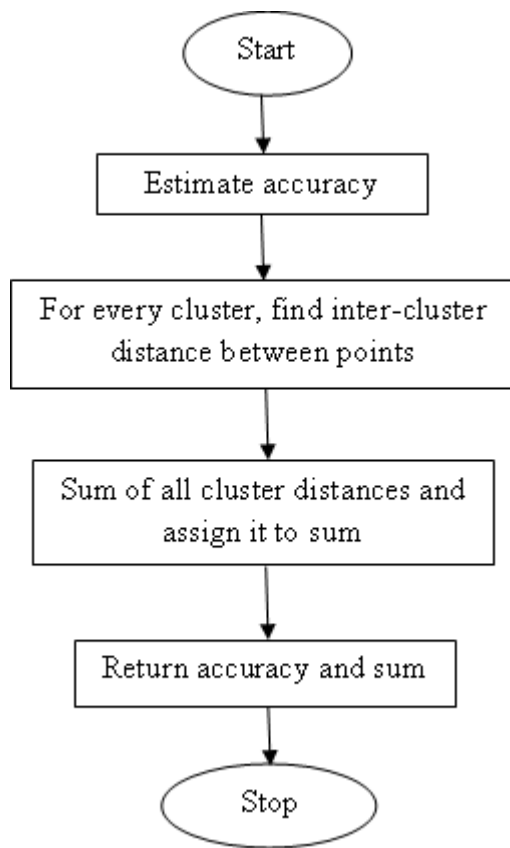 Start
Estimate accuracy
For every cluster, find inter-cluster
distance between points
Sum of all cluster distances and
assign it to sum
Return accuracy and sum
Stop